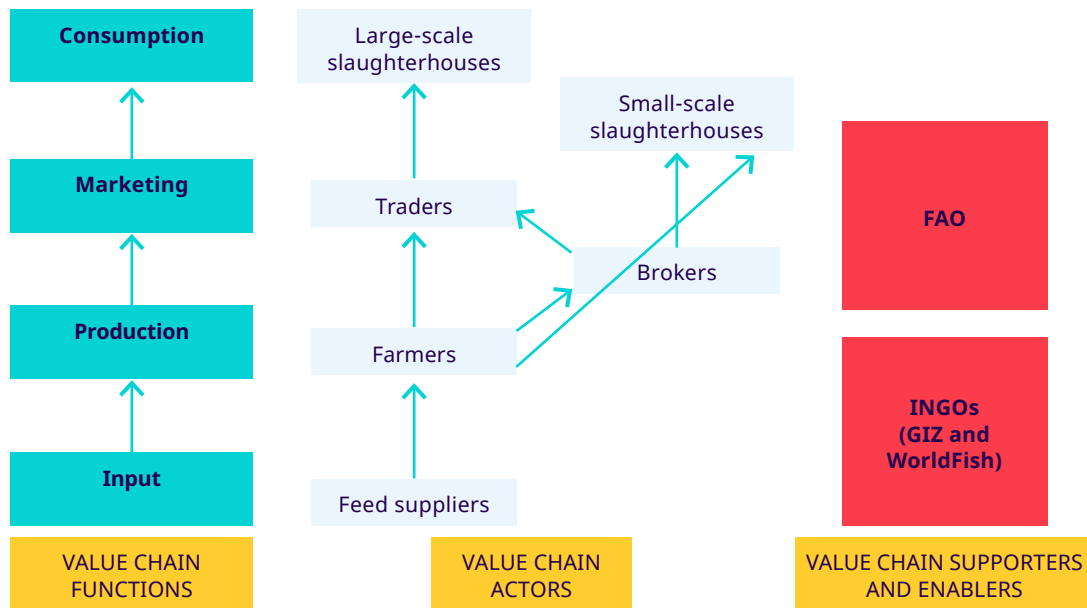 Consumption
Marketing
Production
Input
VALUE CHAIN
FUNCTIONS
Large-scale
slaughterhouses
Small-scale
slaughterhouses
Traders
Brokers
Farmers
Feed suppliers
VALUE CHAIN
ACTORS
FAO
INGOs
(GIZ and
WorldFish)
VALUE CHAIN SUPPORTERS
AND ENABLERS